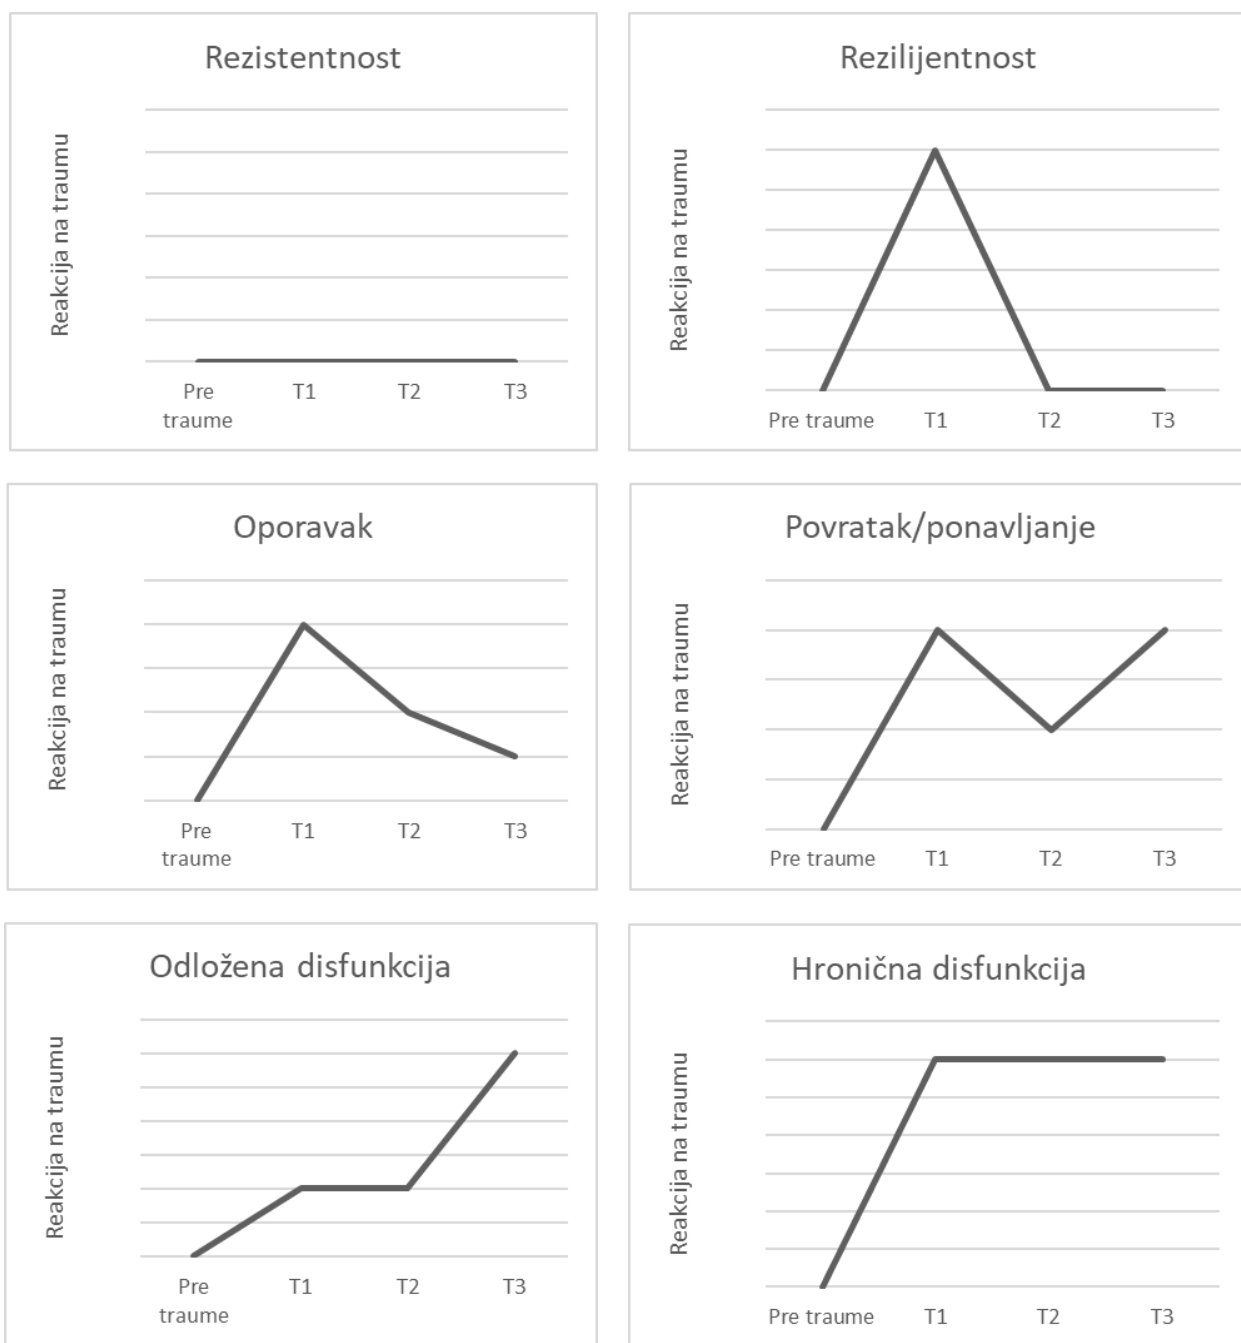 Rezistentnost
Reakcija na traumu
Pre
traume
T1
T2
T3
Rezilijentnost
Reakcija na traumu
Pre traume
T1
T2
T3
Oporavak
Reakcija na traumu
Pre
traume
T1
T2
T3
Povratak/ponavljanje
Reakcija na traumu
Pre traume
T1
T2
T3
Odložena disfunkcija
Reakcija na traumu
Pre
traume
T1
T2
T3
Hronična disfunkcija
Reakcija na traumu
Pre traume
T1
T2
T3